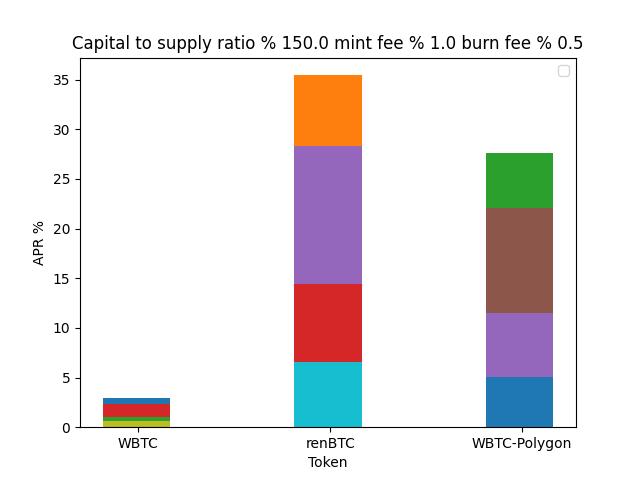 Capital to supply ratio % 150.0 mint fee % 1.0 burn fee % 0.5
APR %
35
30
25
20
15
10
5
0
WBTC renBTC WBTC-Polygon
Token